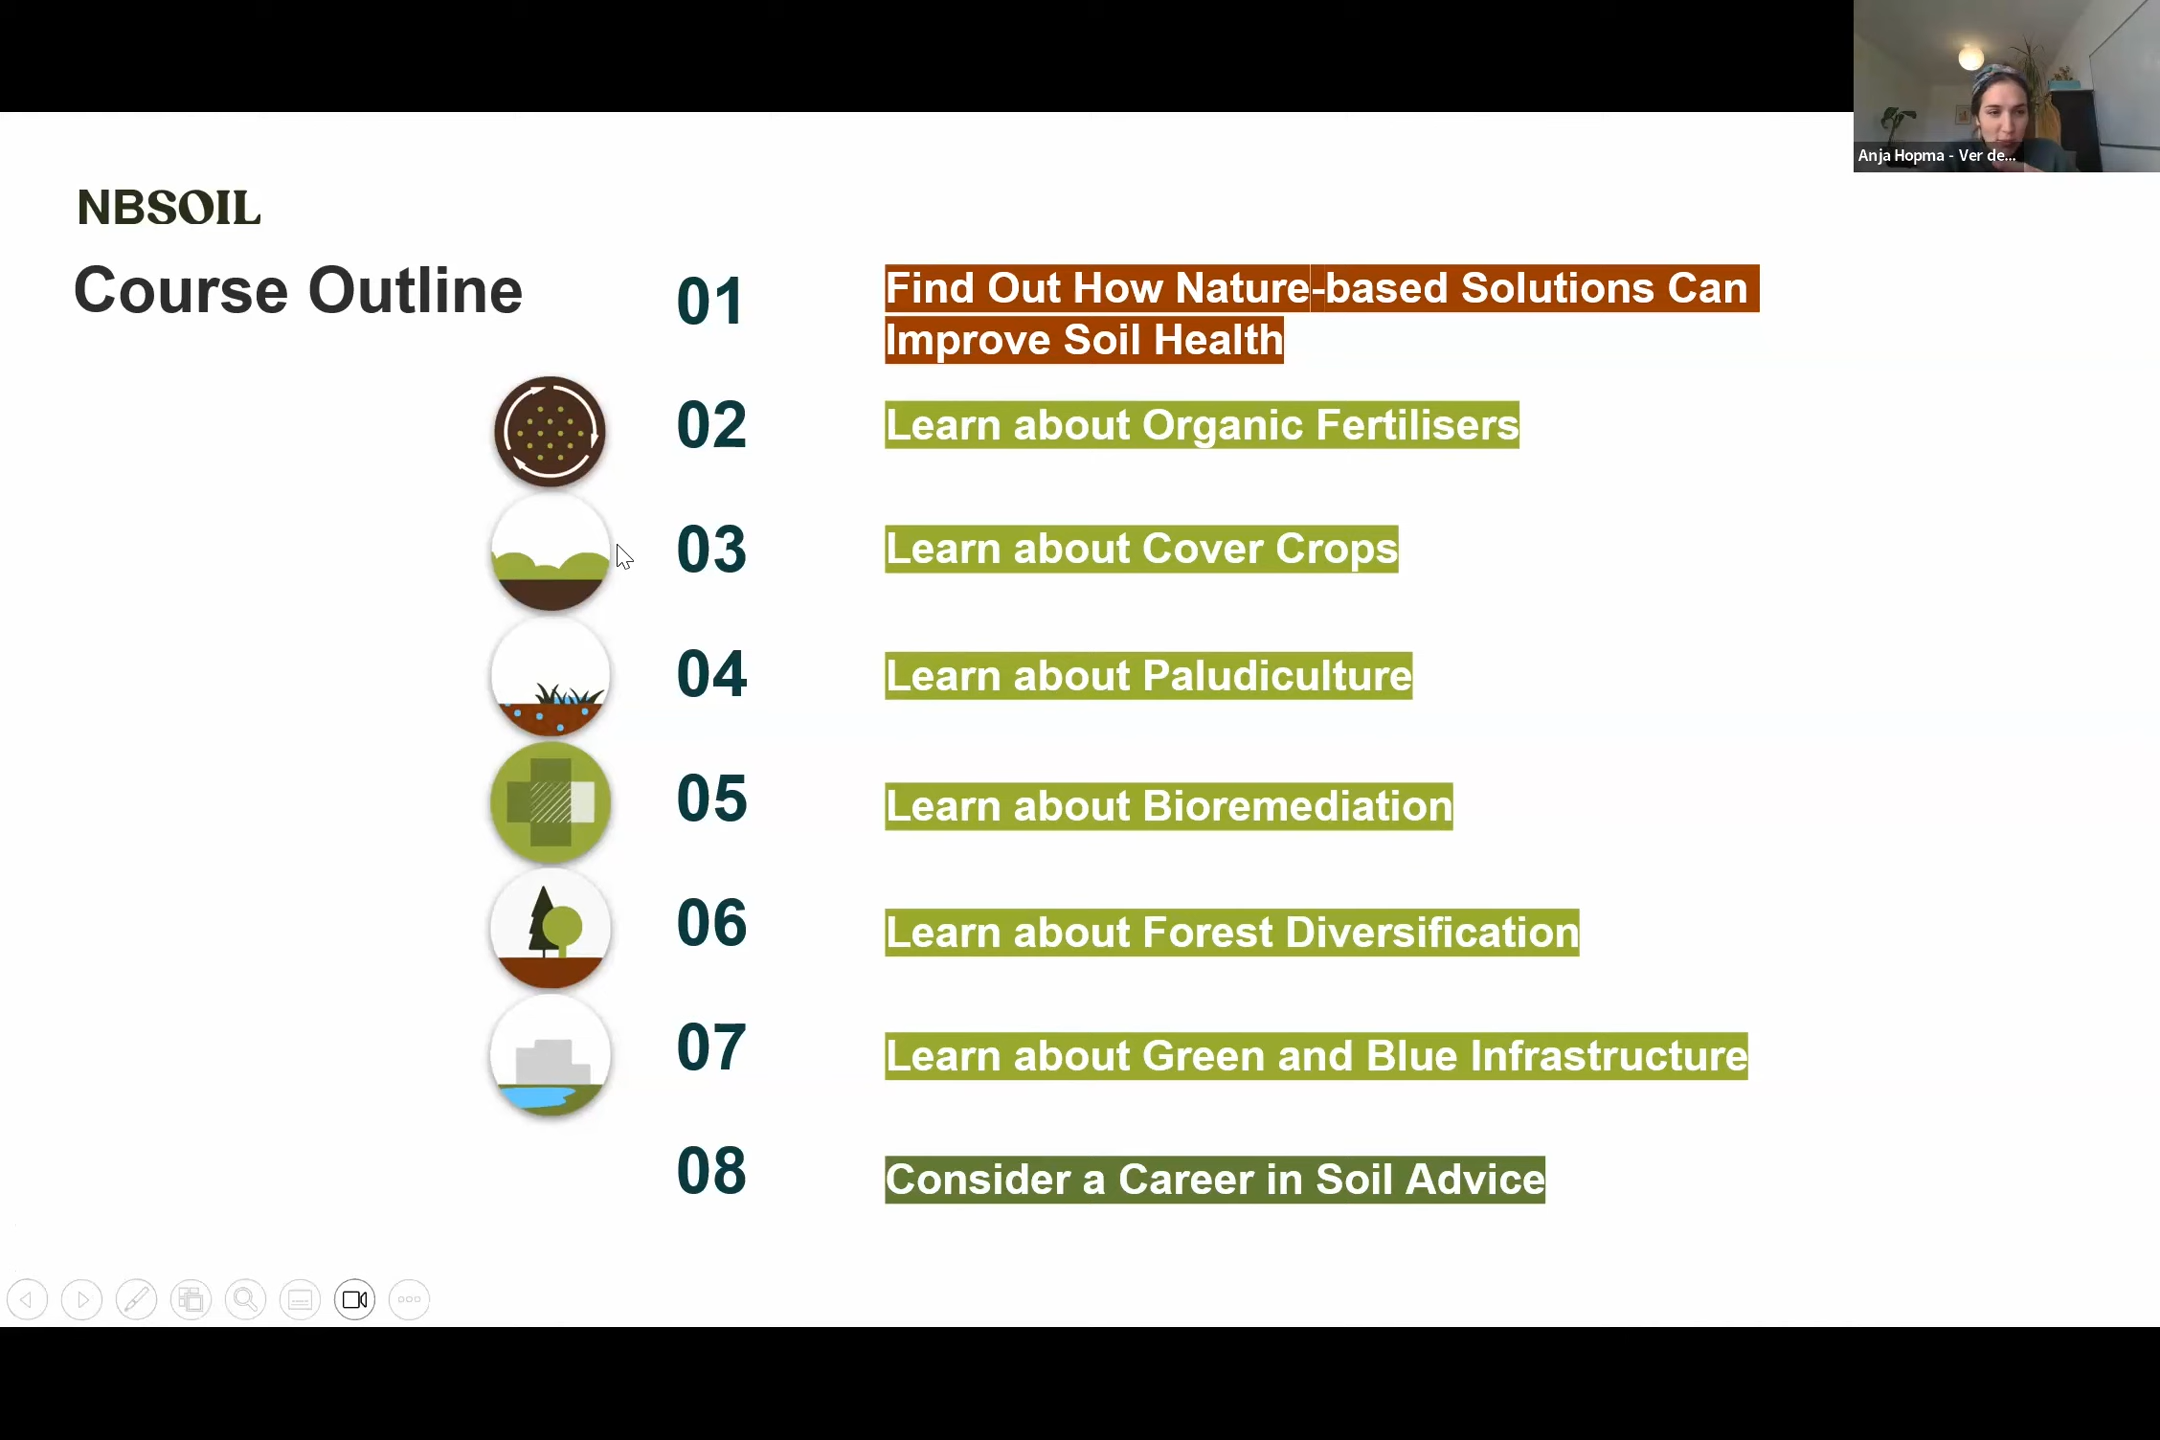 Anja Hopma - Ver de...
NBSOIL
Course Outline
01
Find Out How Nature-based Solutions Can
Improve Soil Health
02
Learn about Organic Fertilisers
03
Learn about Cover Crops
04
Learn about Paludiculture
05
Learn about Bioremediation
06
Learn about Forest Diversification
07
Learn about Green and Blue Infrastructure
08
Consider a Career in Soil Advice